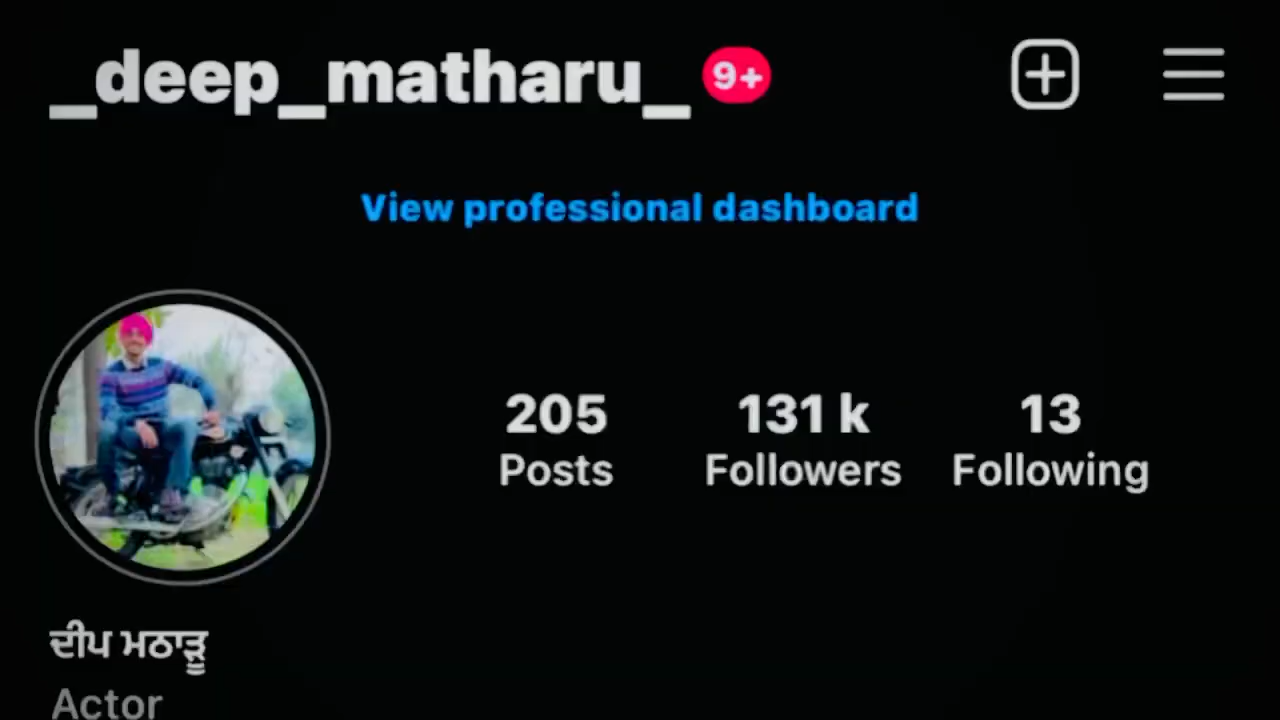 _deep_matharu_ 9+
View professional dashboard
205 131 k 13
Posts Followers Following
ਦੀਪ ਮਠਾੜੂ
Actor